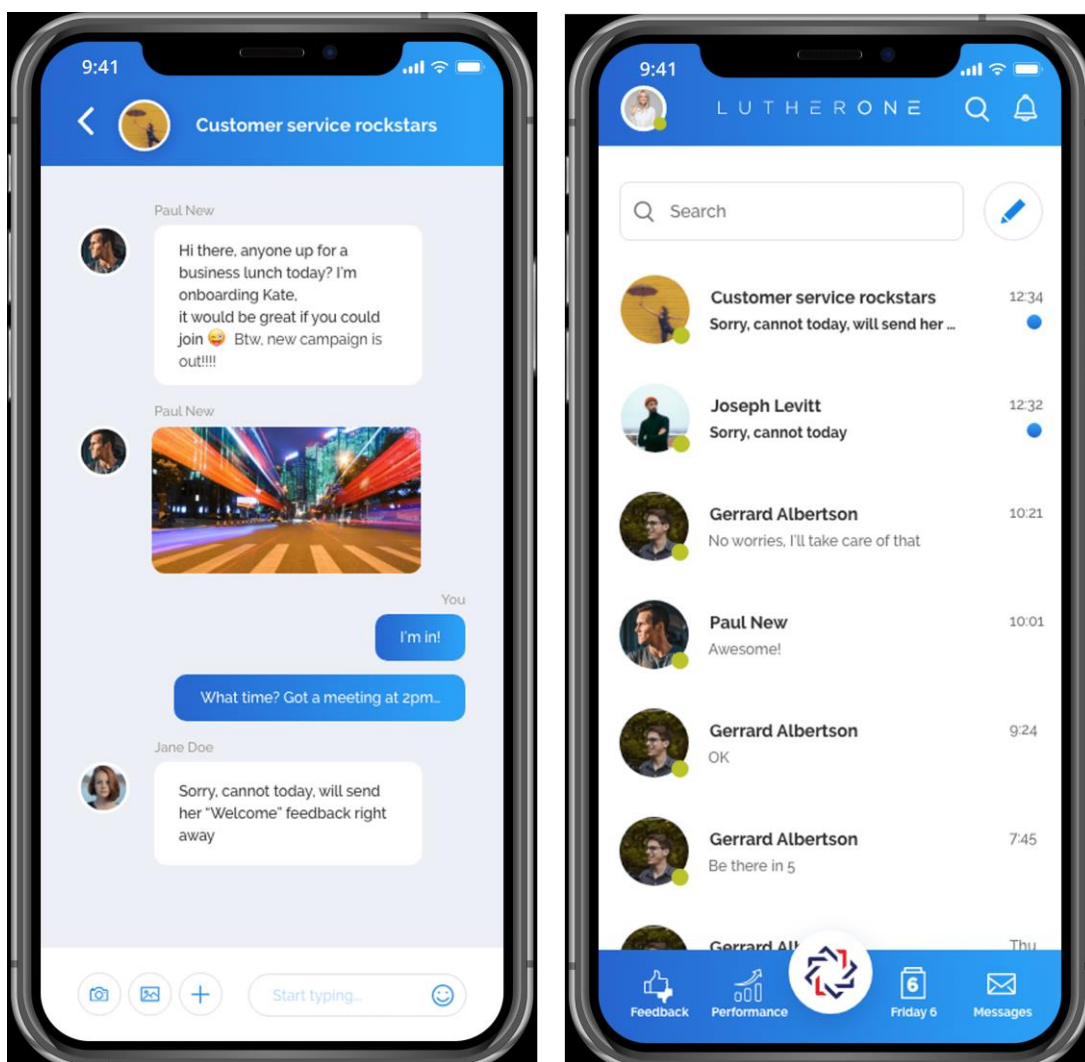 9:41
Customer service rockstars
Paul New
Hi there, anyone up for a
business lunch today? I'm
onboarding Kate,
it would be great if you could
join 😜 Btw, new campaign is
out!!!!
Paul New
You
I'm in!
What time? Got a meeting at 2pm...
Jane Doe
Sorry, cannot today, will send
her "Welcome" feedback right
away
Start typing...
9:41
LUTHERONE
Search
Customer service rockstars 12:34
Sorry, cannot today, will send her ...
Joseph Levitt 12:32
Sorry, cannot today
Gerrard Albertson 10:21
No worries, I'll take care of that
Paul New 10:01
Awesome!
Gerrard Albertson 9:24
OK
Gerrard Albertson 7:45
Be there in 5
Gerrard Thu
6
Feedback Performance Friday 6 Messages